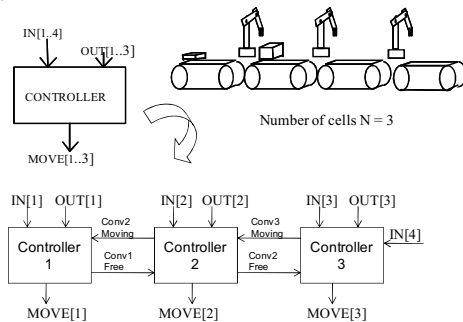 IN[1..4]
OUT[1..3]
CONTROLLER
MOVE[1..3]
Number of cells N = 3
IN[1] OUT[1] IN[2] OUT[2] IN[3] OUT[3]
Conv2 Moving
Conv3 Moving
IN[4]
Controller 1
Controller 2
Controller 3
Conv1 Free
Conv2 Free
MOVE[1] MOVE[2] MOVE[3]